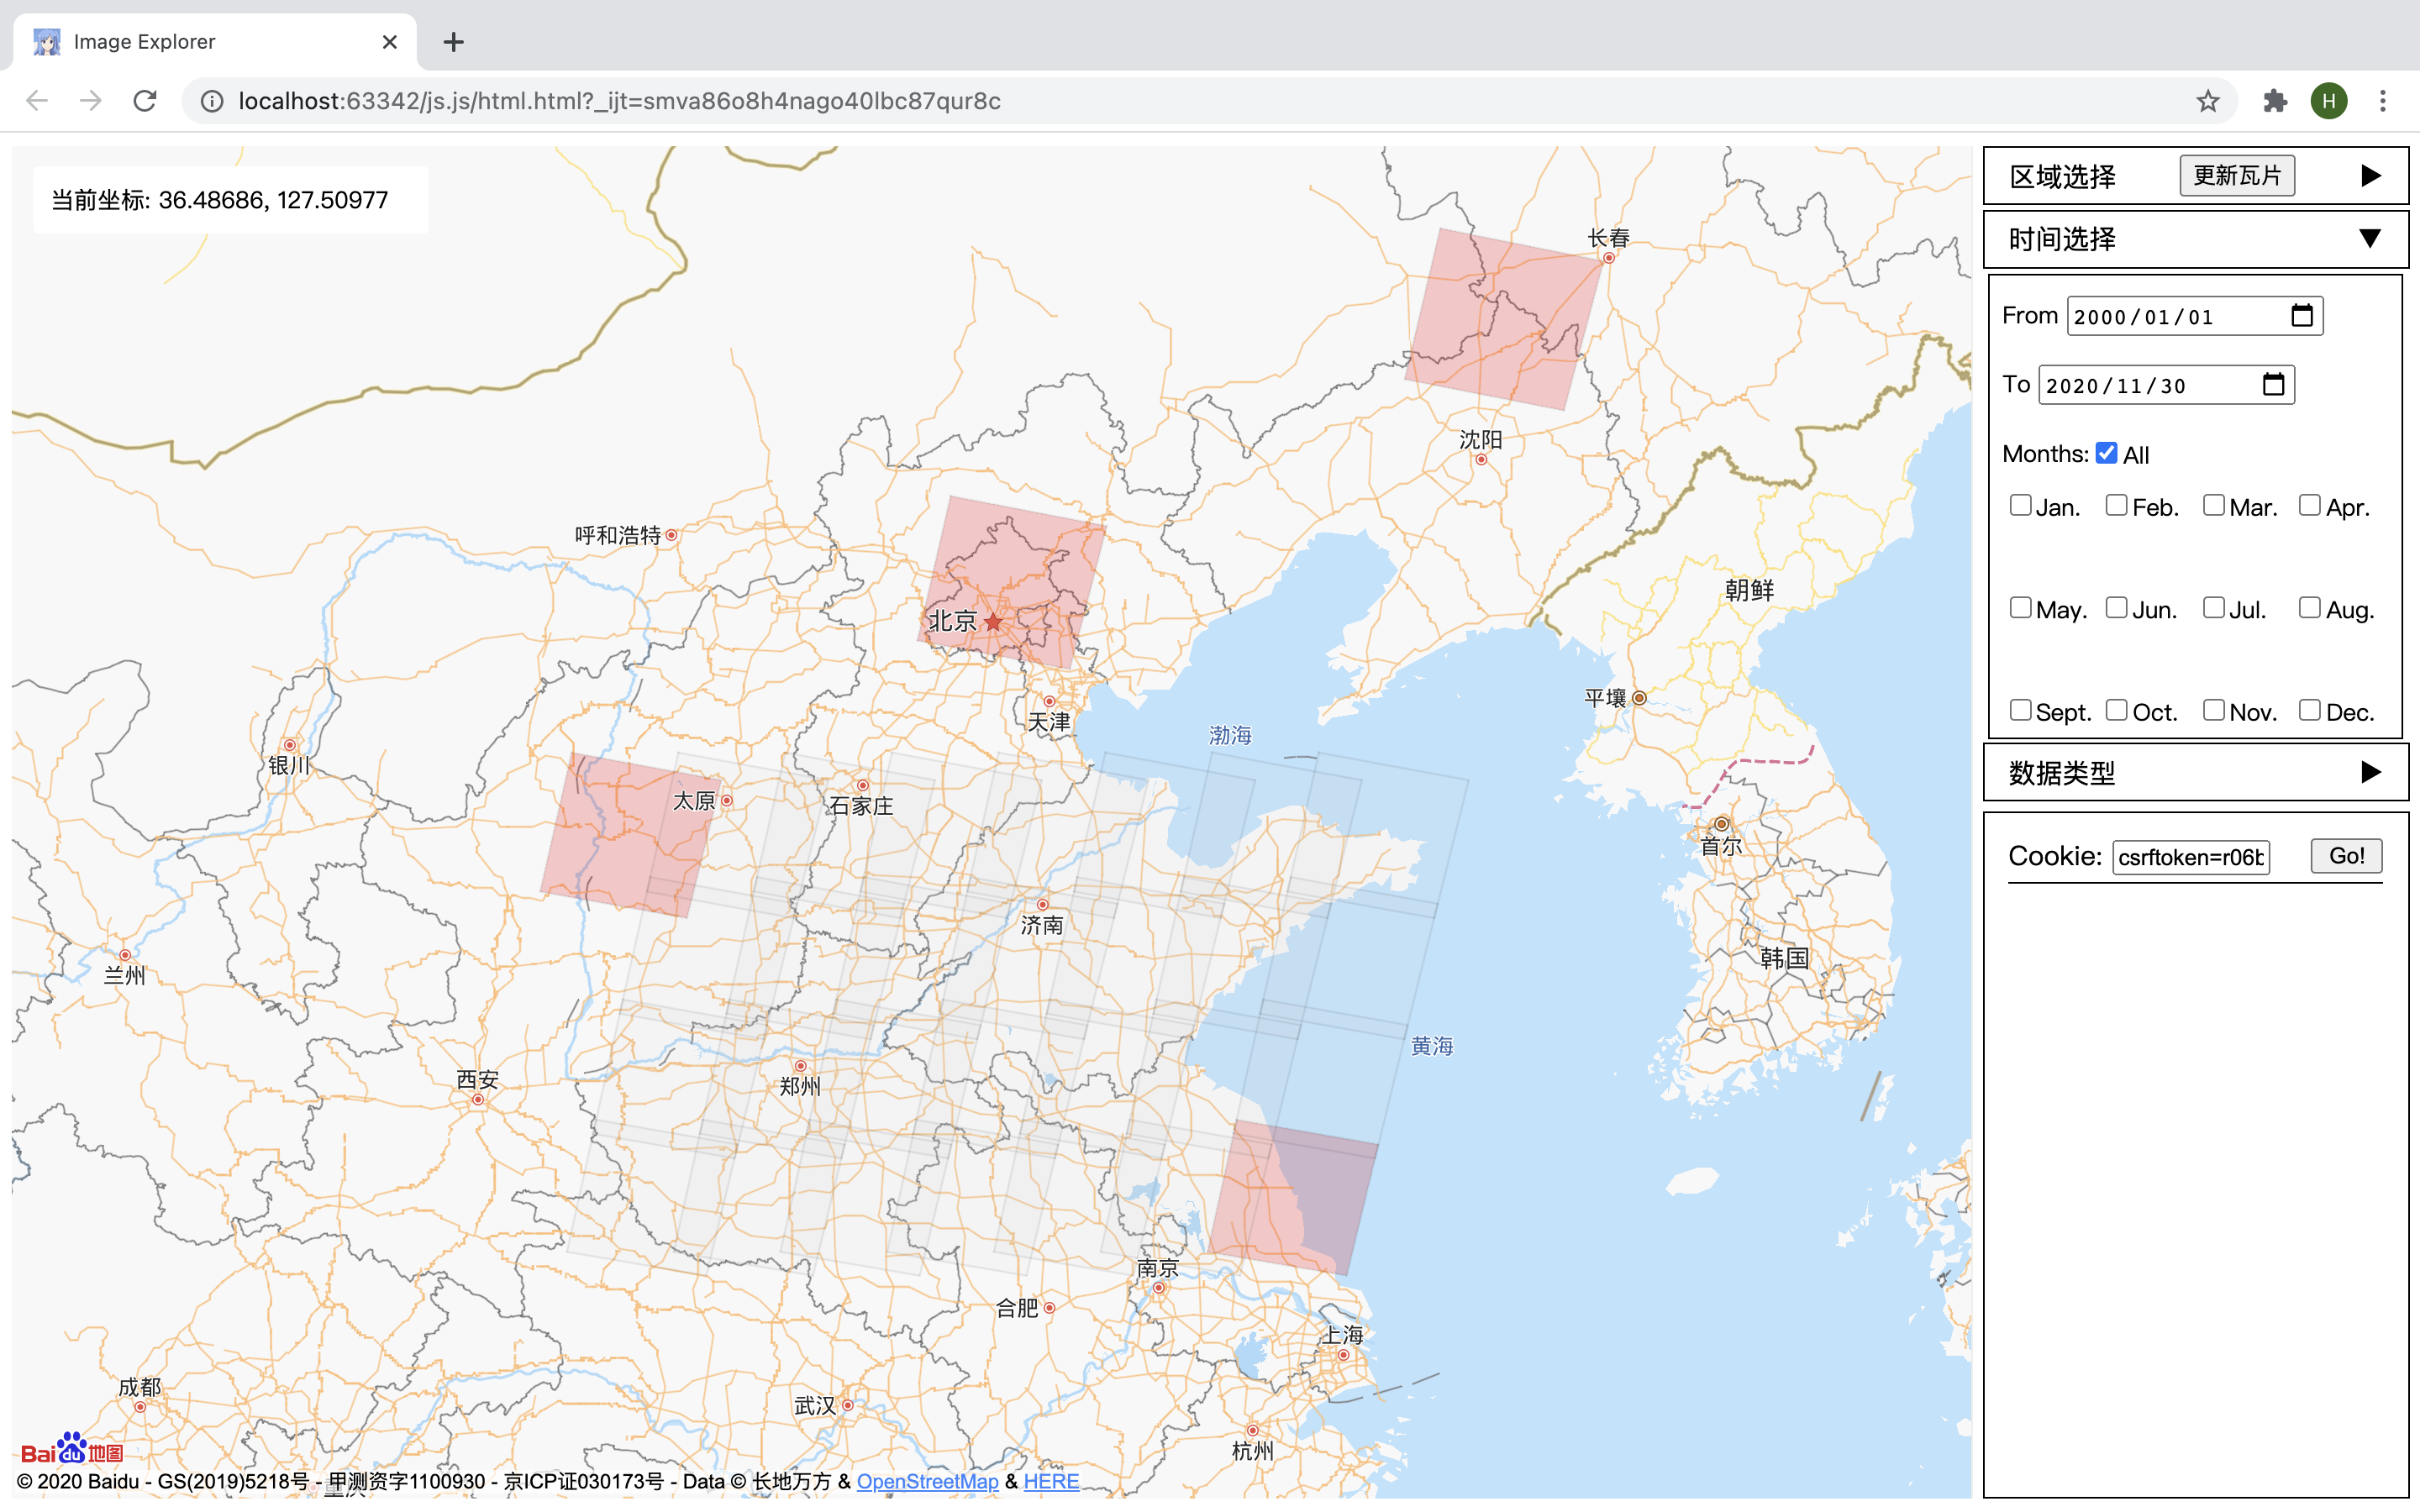 Image Explorer
localhost:63342/js.js/html.html?_ijt=smva86o8h4nago40lbc87qur8c
H
当前坐标: 36.48686, 127.50977
长春
沈阳
呼和浩特
北京
朝鲜
平壤
天津
渤海
银川
太原
石家庄
首尔
济南
韩国
兰州
黄海
西安
郑州
南京
合肥
上海
成都
武汉
杭州
Bai du 地图
重庆
© 2020 Baidu - GS(2019)5218号 - 甲测资字1100930 - 京ICP证030173号 - Data © 长地万方 & OpenStreetMap & HERE
区域选择 更新瓦片
时间选择
From 2000/01/01
To 2020/11/30
Months: All
Jan. Feb. Mar. Apr.
May. Jun. Jul. Aug.
Sept. Oct. Nov. Dec.
数据类型
Cookie: csrftoken=r06b Go!